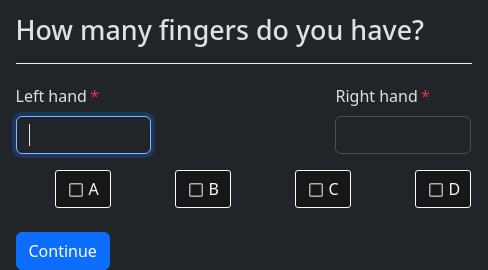 How many fingers do you have?
Left hand * Right hand *
A B C D
Continue